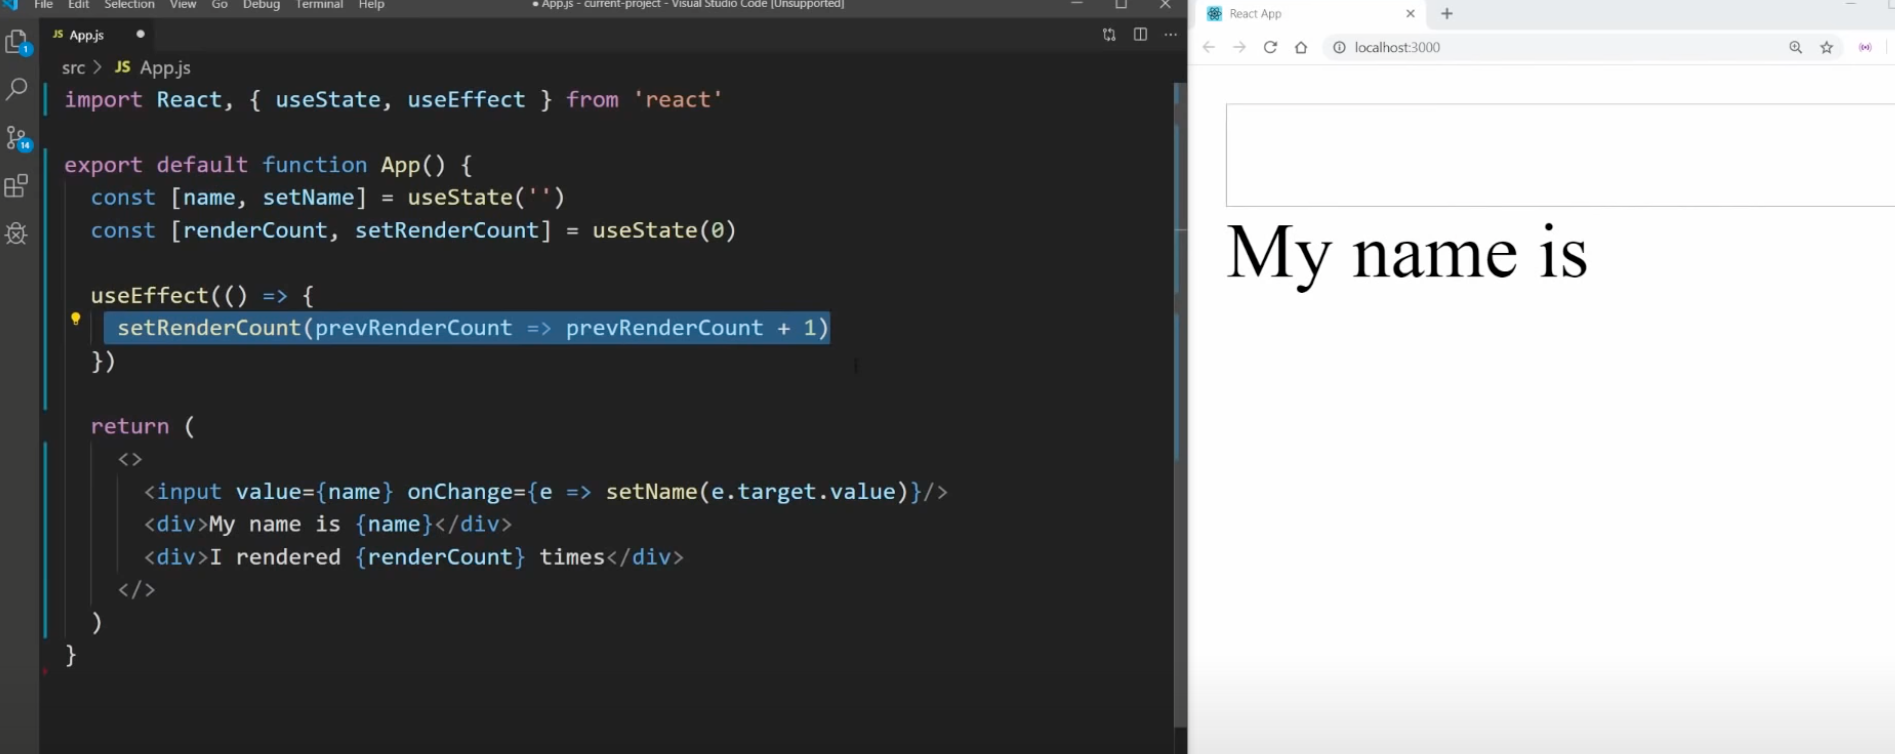 File Edit Selection View Go Debug Terminal Help
● App.js - current-project - Visual Studio Code [Unsupported]
JS App.js ●
src > JS App.js
import React, { useState, useEffect } from 'react'
export default function App() {
const [name, setName] = useState('')
const [renderCount, setRenderCount] = useState(0)
useEffect(() => {
setRenderCount(prevRenderCount => prevRenderCount + 1)
})
return (
<>
<input value={name} onChange={e => setName(e.target.value)}/>
<div>My name is {name}</div>
<div>I rendered {renderCount} times</div>
</>
)
}
1
14
React App
localhost:3000
My name is